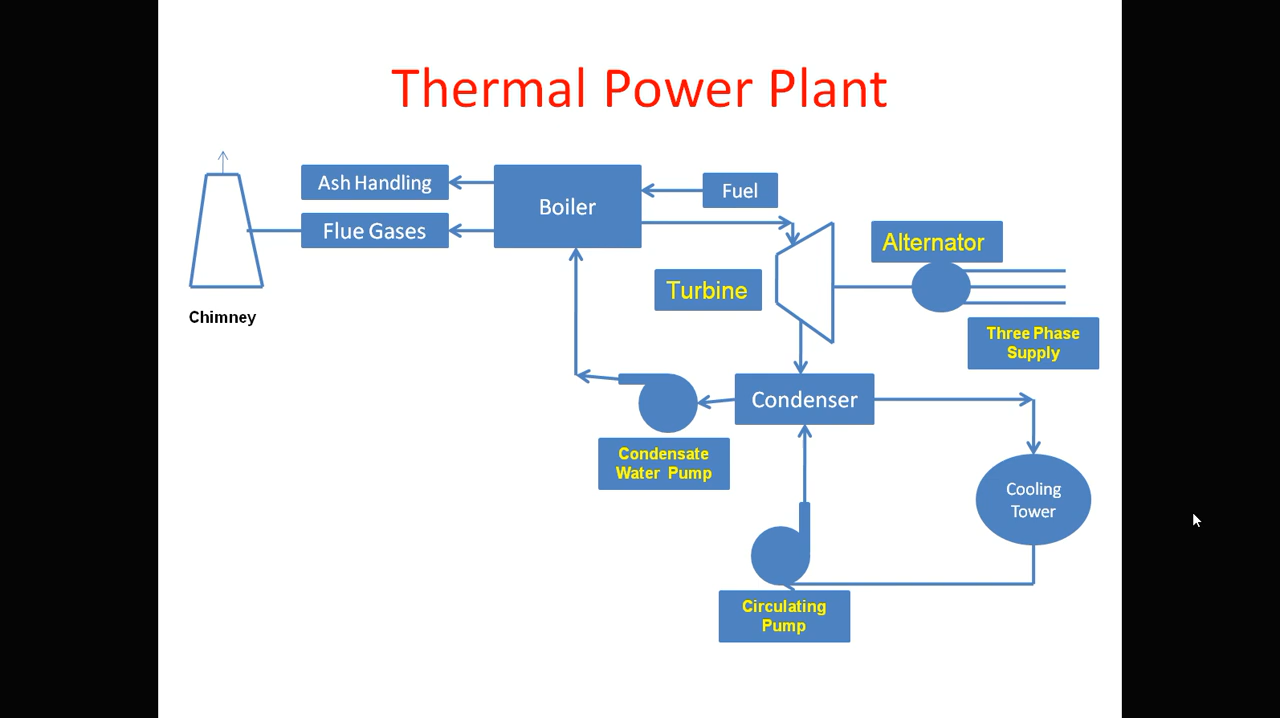 Thermal Power Plant
Ash Handling
Boiler
Fuel
Flue Gases
Alternator
Turbine
Chimney
Three Phase
Supply
Condenser
Condensate
Water Pump
Cooling
Tower
Circulating
Pump